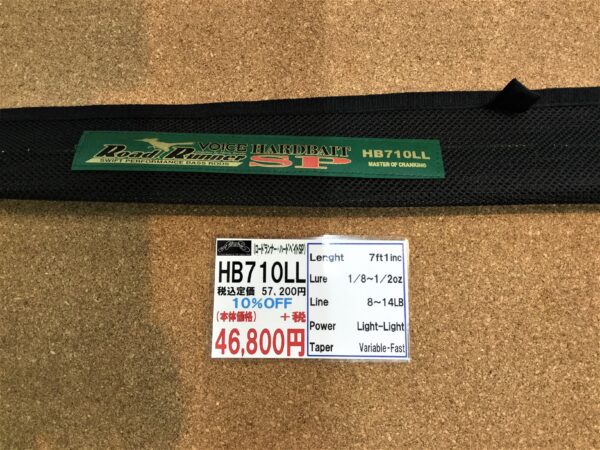 VOICE HARDBAIT
Road Runner SP
SWIFT PERFORMANCE BASS RODS
HB710LL
MASTER OF CRANKING
(ロードランナー・ハードベイトSP)
HB710LL
税込定価 57,200円
10%OFF
(本体価格) +税
46,800円
Lenght 7ft1inc
Lure 1/8~1/2oz
Line 8~14LB
Power Light-Light
Taper Variable-Fast